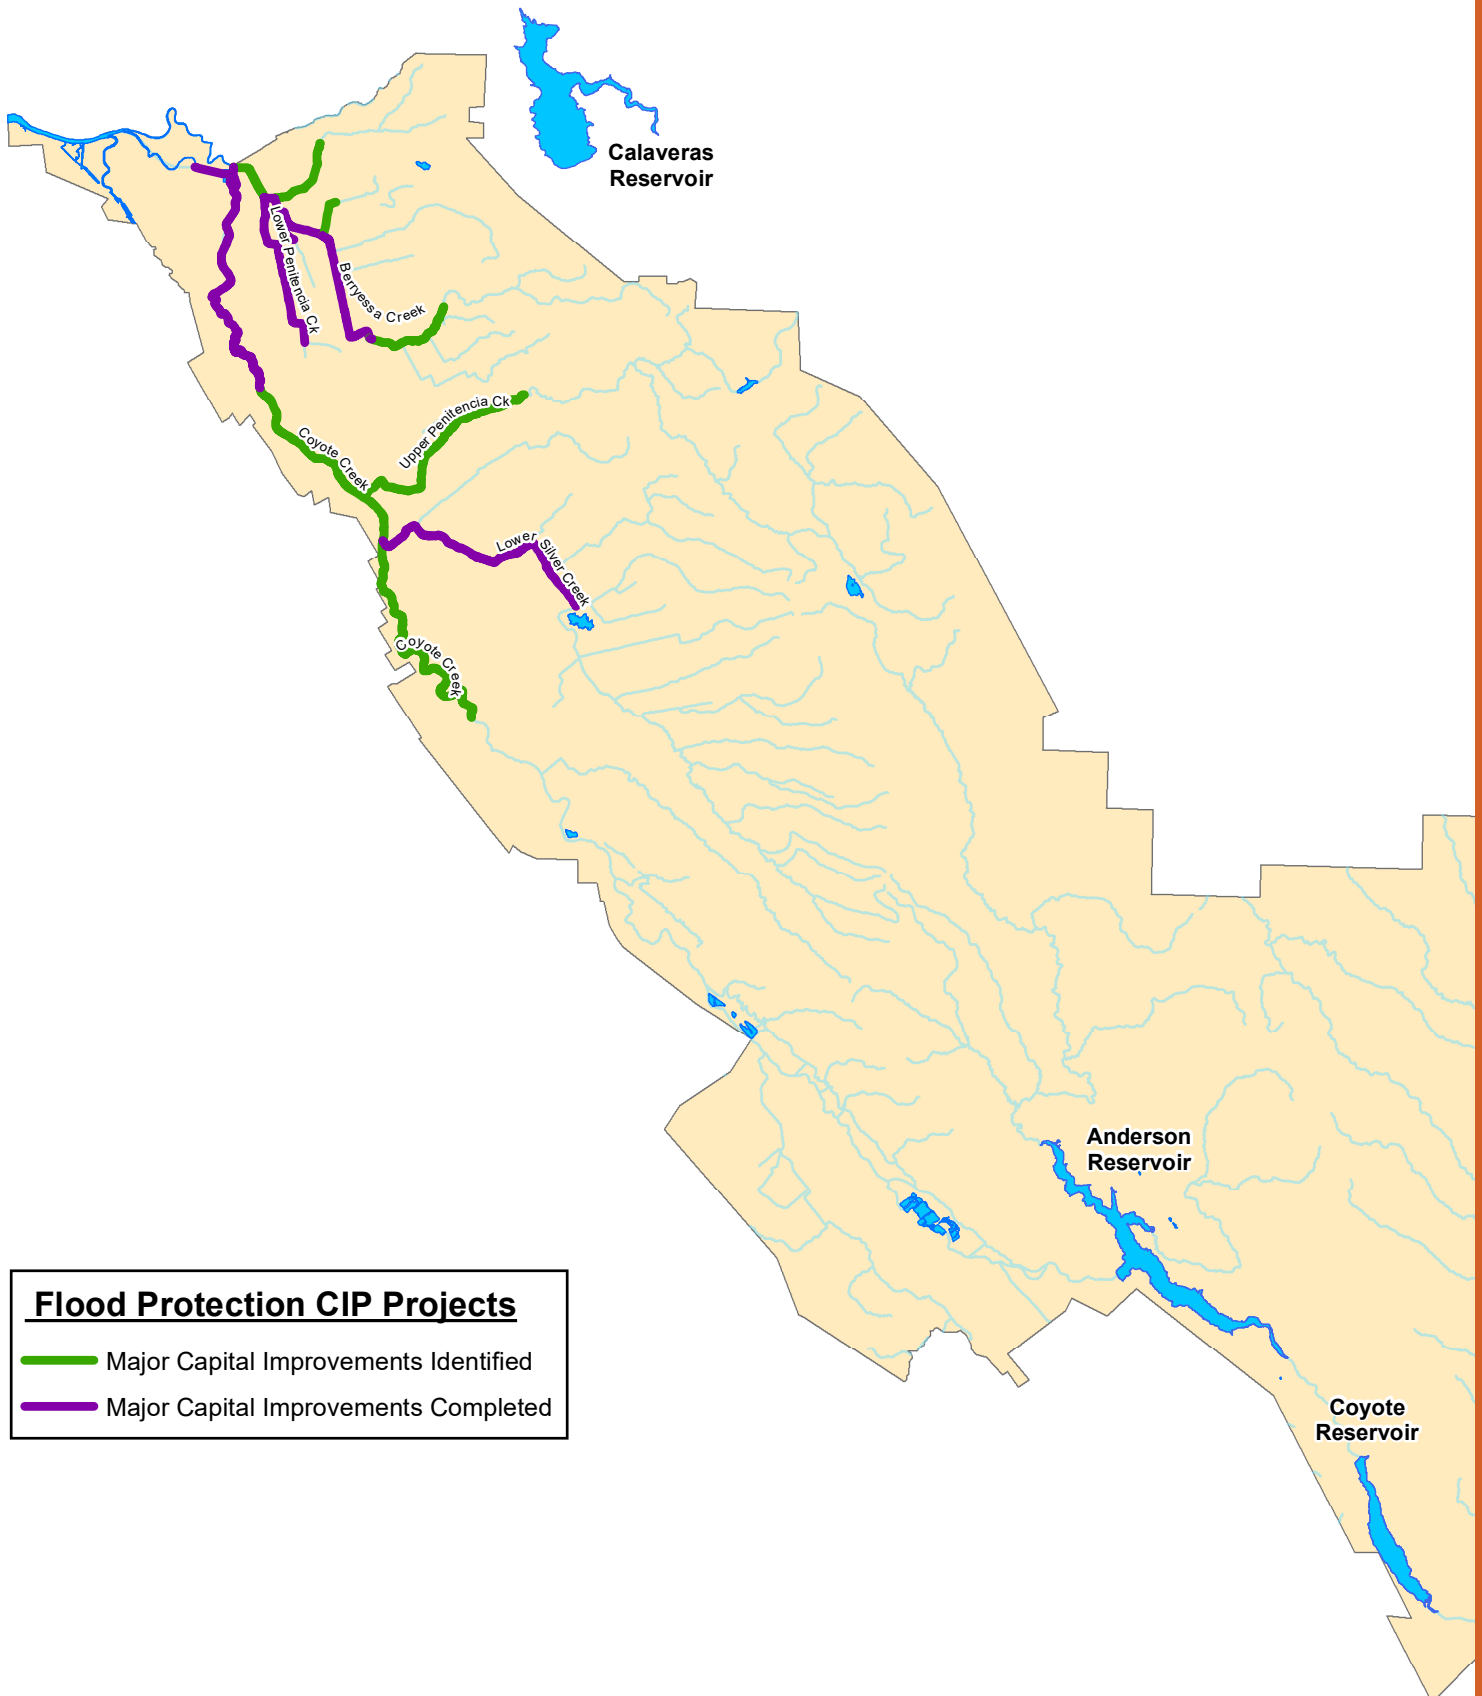 Calaveras
Reservoir
Lower Penitencia Ck
Berryessa Creek
Upper Penitencia Ck
Coyote Creek
Lower Silver Creek
Coyote Creek
Anderson
Reservoir
Coyote
Reservoir
Flood Protection CIP Projects
Major Capital Improvements Identified
Major Capital Improvements Completed